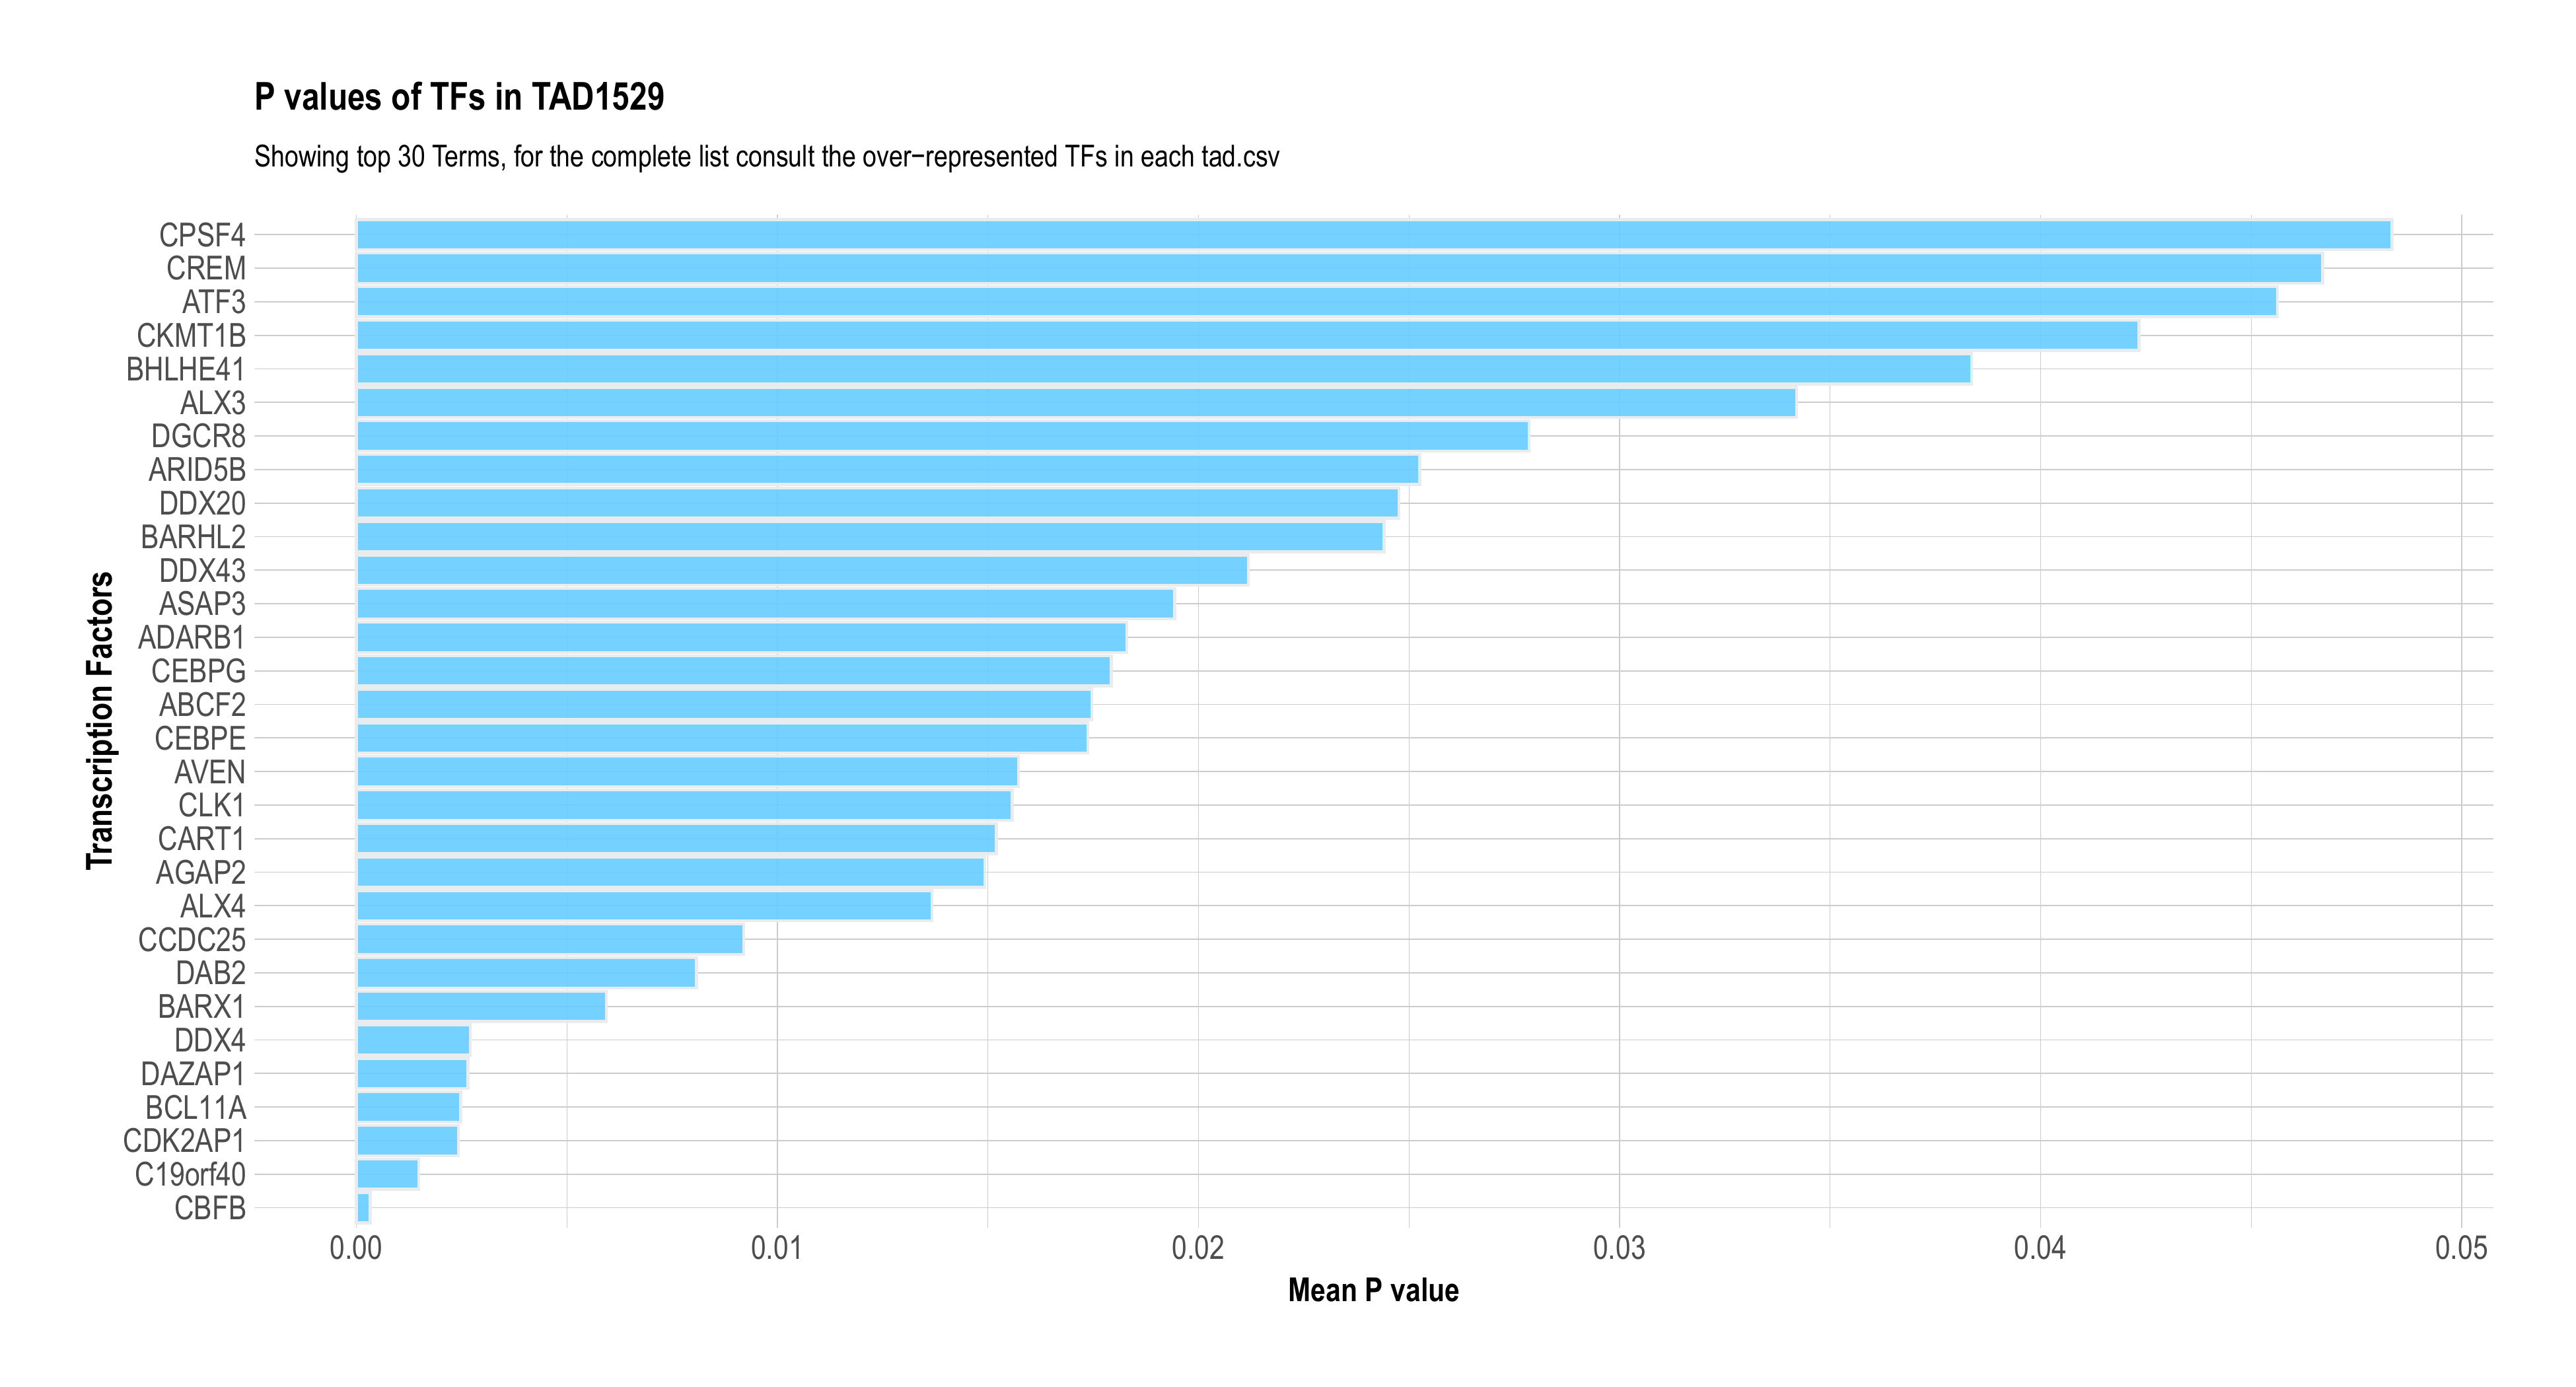 P values of TFs in TAD1529
Showing top 30 Terms, for the complete list consult the over−represented TFs in each tad.csv
Transcription Factors
CPSF4
CREM
ATF3
CKMT1B
BHLHE41
ALX3
DGCR8
ARID5B
DDX20
BARHL2
DDX43
ASAP3
ADARB1
CEBPG
ABCF2
CEBPE
AVEN
CLK1
CART1
AGAP2
ALX4
CCDC25
DAB2
BARX1
DDX4
DAZAP1
BCL11A
CDK2AP1
C19orf40
CBFB
0.00 0.01 0.02 0.03 0.04 0.05
Mean P value